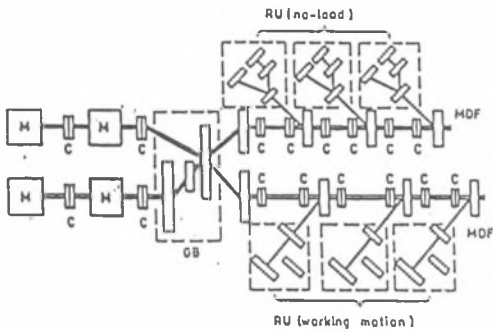 RU (no-load)
MDF
M M
C C C C C C C C
C C C C C C
M M
C C
MDF
GB
RU (working motion)